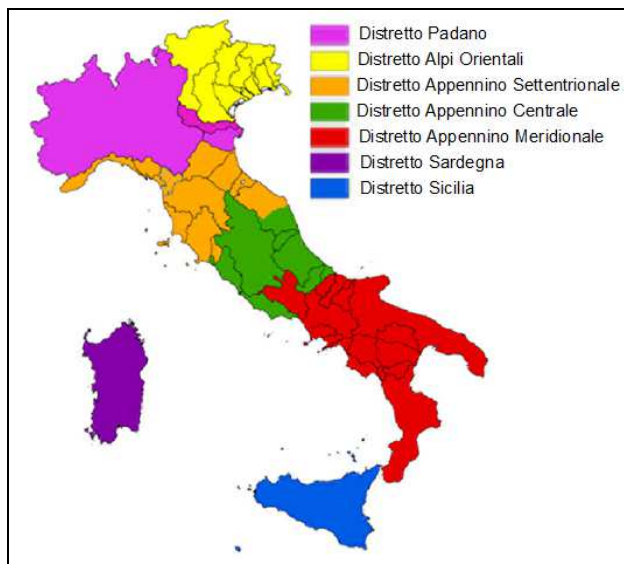 Distretto Padano
Distretto Alpi Orientali
Distretto Appennino Settentrionale
Distretto Appennino Centrale
Distretto Appennino Meridionale
Distretto Sardegna
Distretto Sicilia